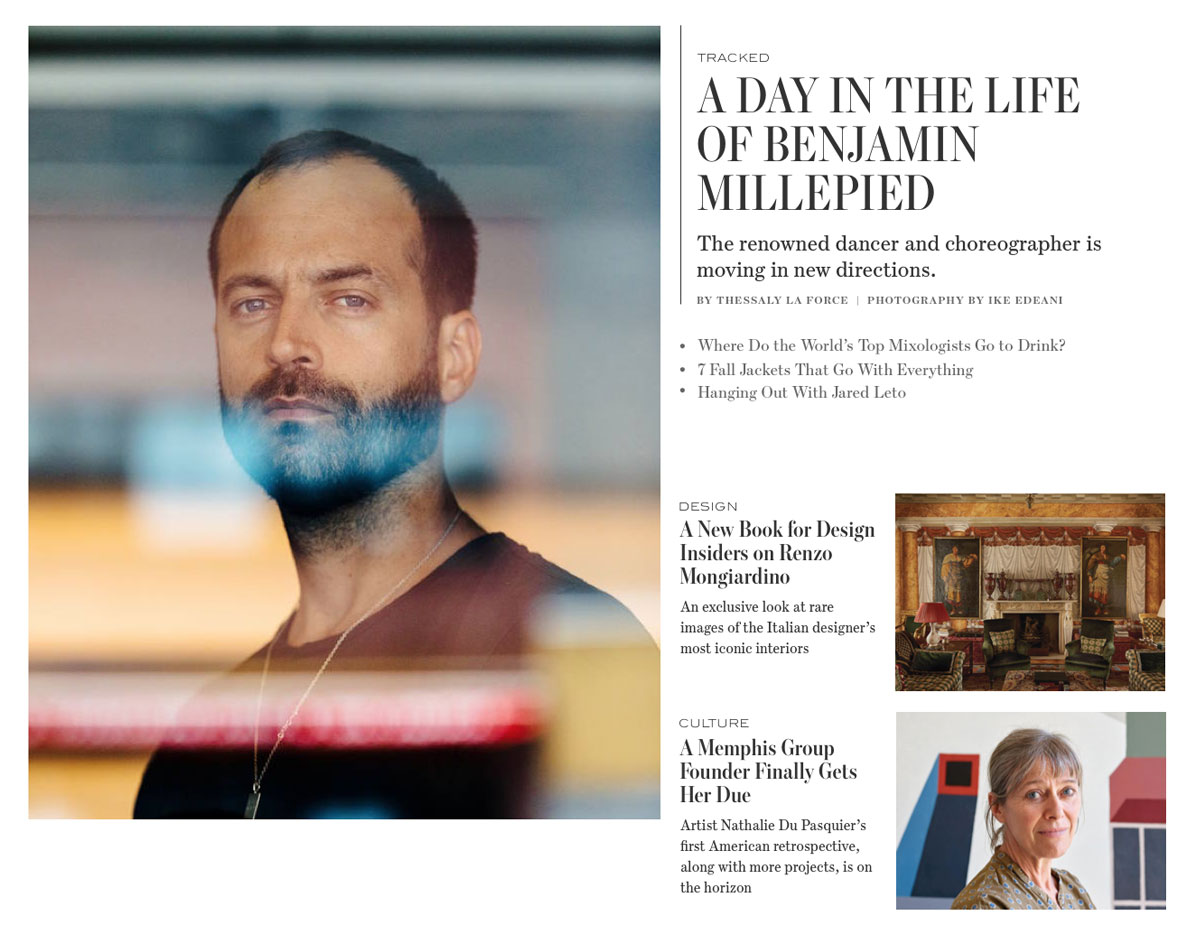 TRACKED
A DAY IN THE LIFE
OF BENJAMIN
MILLEPIED
The renowned dancer and choreographer is
moving in new directions.
BY THESSALY LA FORCE | PHOTOGRAPHY BY IKE EDEANI
• Where Do the World’s Top Mixologists Go to Drink?
• 7 Fall Jackets That Go With Everything
• Hanging Out With Jared Leto
DESIGN
A New Book for Design
Insiders on Renzo
Mongiardino
An exclusive look at rare
images of the Italian designer’s
most iconic interiors
CULTURE
A Memphis Group
Founder Finally Gets
Her Due
Artist Nathalie Du Pasquier’s
first American retrospective,
along with more projects, is on
the horizon